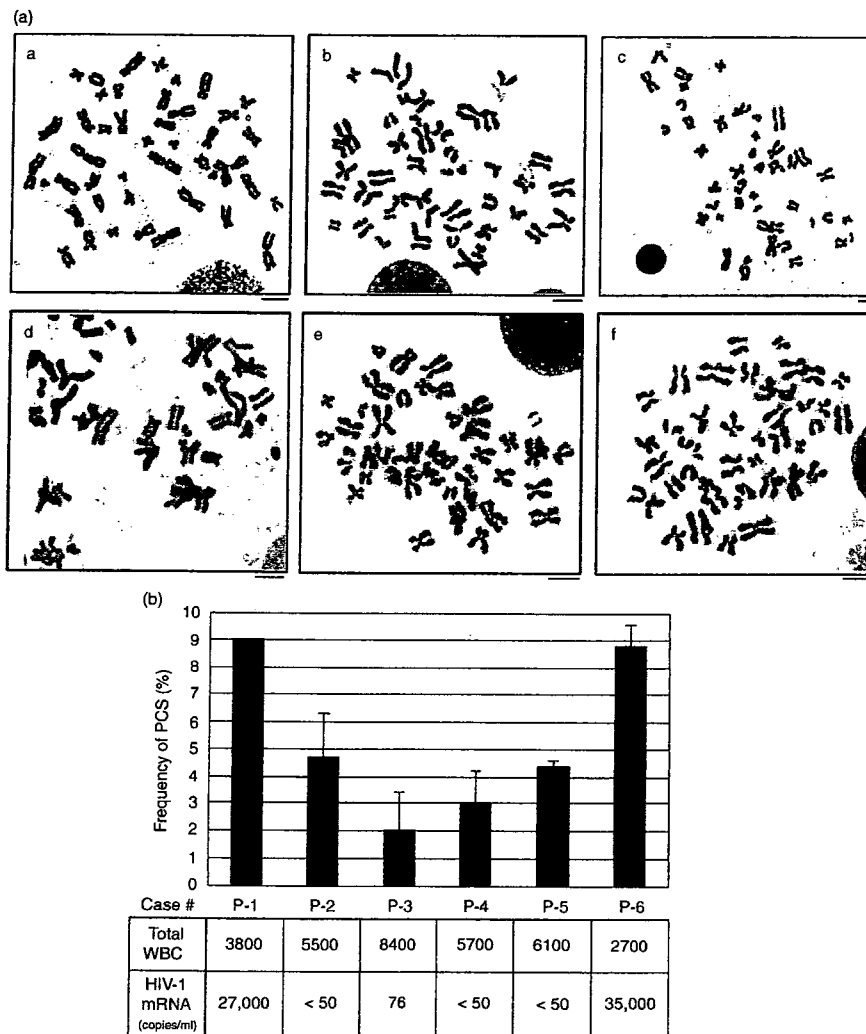 (a)
a
b
c
d
e
f
(b)
Frequency of PCS (%)
10
9
8
7
6
5
4
3
2
1
0
Case # P-1 P-2 P-3 P-4 P-5 P-6
Total WBC 3800 5500 8400 5700 6100 2700
HIV-1 mRNA (copies/ml) 27,000 < 50 76 < 50 < 50 35,000